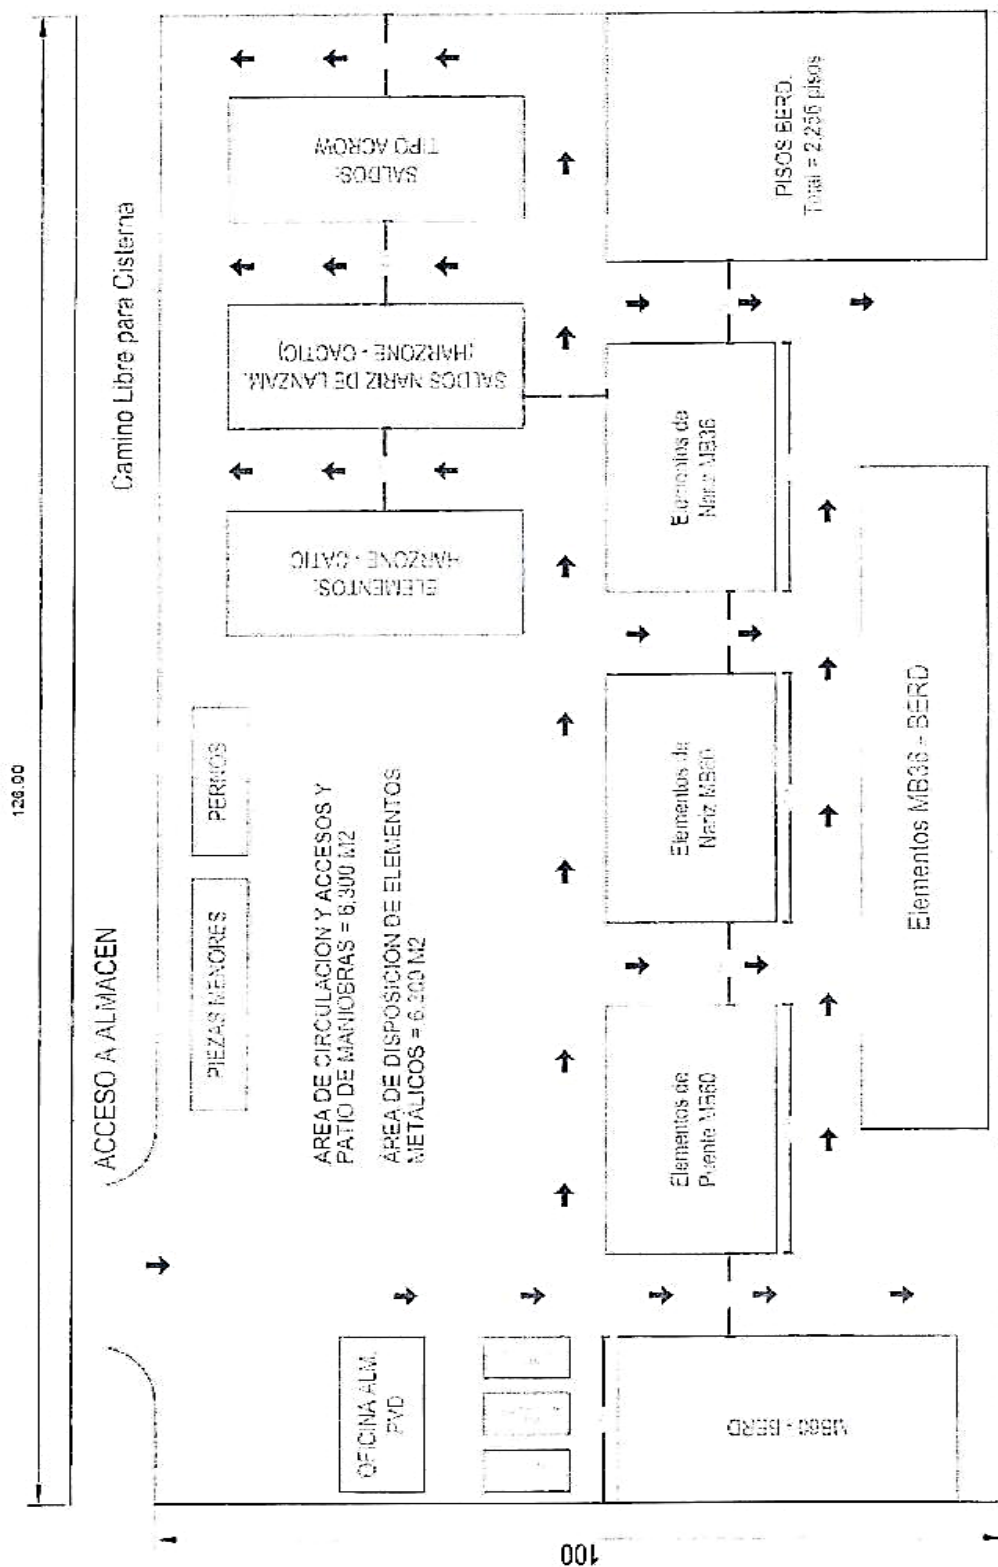 126.00
ACCESO A ALMACEN
Camino Libre para Cisterna
PIEZAS MENORES
PERNOS
ELEMENTOS:
HARZONE - CATIC
SALDOS NARIZ DE LANZAM.
(HARZONE - CACTIC)
SALDOS:
TIPO ACROW
OFICINA ALM.
PVD
AREA DE CIRCULACION Y ACCESOS Y
PATIO DE MANIOBRAS = 6,300 M2
AREA DE DISPOSICION DE ELEMENTOS
METÁLICOS = 6,300 M2
100
MB60 - BERD
Elementos de
Puente MB60
Elementos de
Nariz MB60
Elementos de
Nariz MB36
PISOS BERD.
Total = 2,256 pisos
Elementos MB36 - BERD